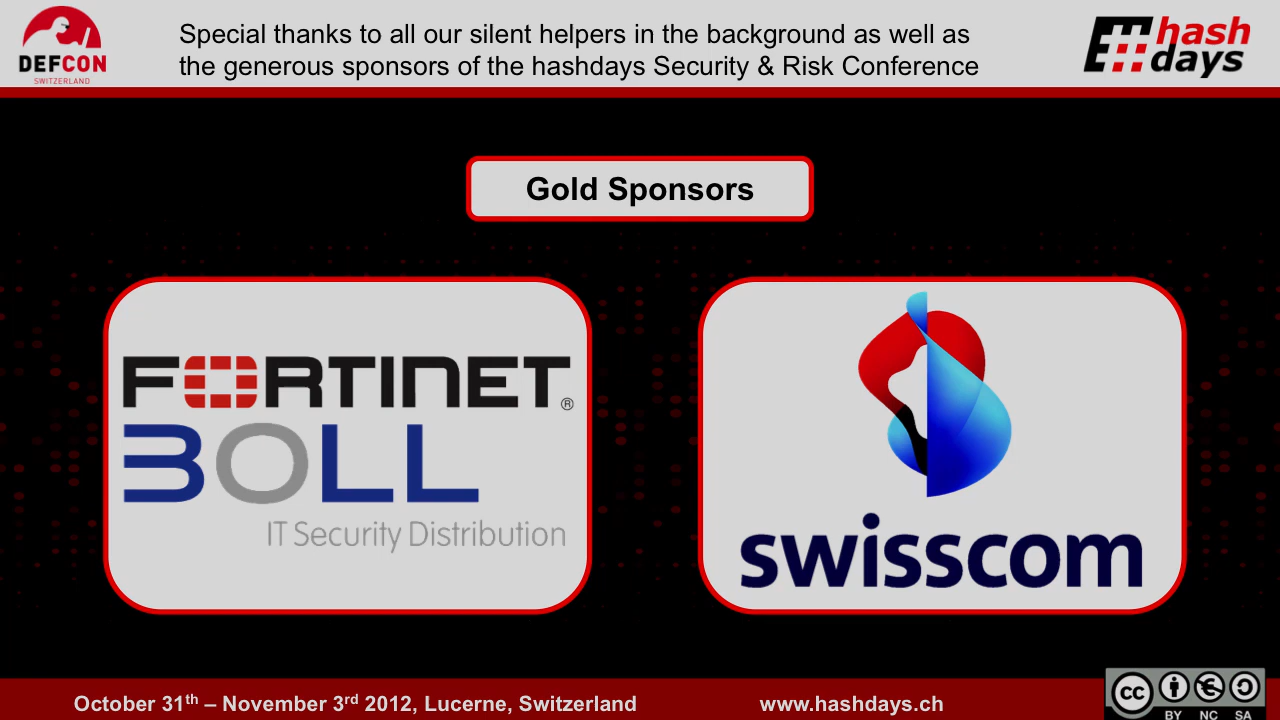 DEFCON
SWITZERLAND
Special thanks to all our silent helpers in the background as well as
the generous sponsors of the hashdays Security & Risk Conference
hash
days
Gold Sponsors
FORTINET®
BOLL
IT Security Distribution
swisscom
October 31th – November 3rd 2012, Lucerne, Switzerland
www.hashdays.ch
cc
BY NC SA